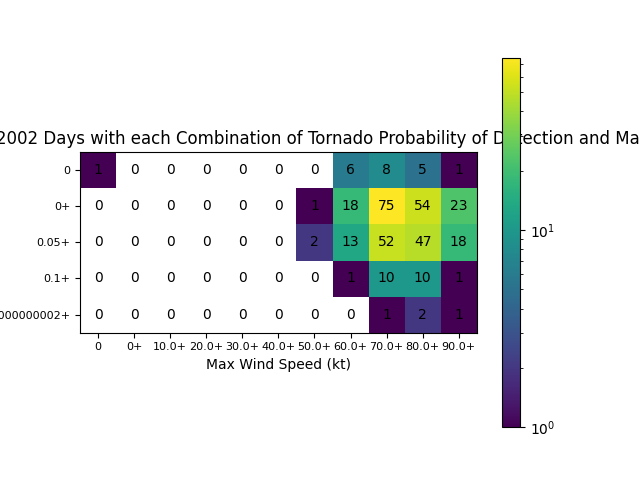 2002 Days with each Combination of Tornado Probability of Detection and Ma
0 1 0 0 0 0 0 0 6 8 5 1
0+ 0 0 0 0 0 0 1 18 75 54 23
0.05+ 0 0 0 0 0 0 2 13 52 47 18
0.1+ 0 0 0 0 0 0 0 1 10 10 1
000000002+ 0 0 0 0 0 0 0 0 1 2 1
0 0+ 10.0+ 20.0+ 30.0+ 40.0+ 50.0+ 60.0+ 70.0+ 80.0+ 90.0+
Max Wind Speed (kt)
10¹
10⁰